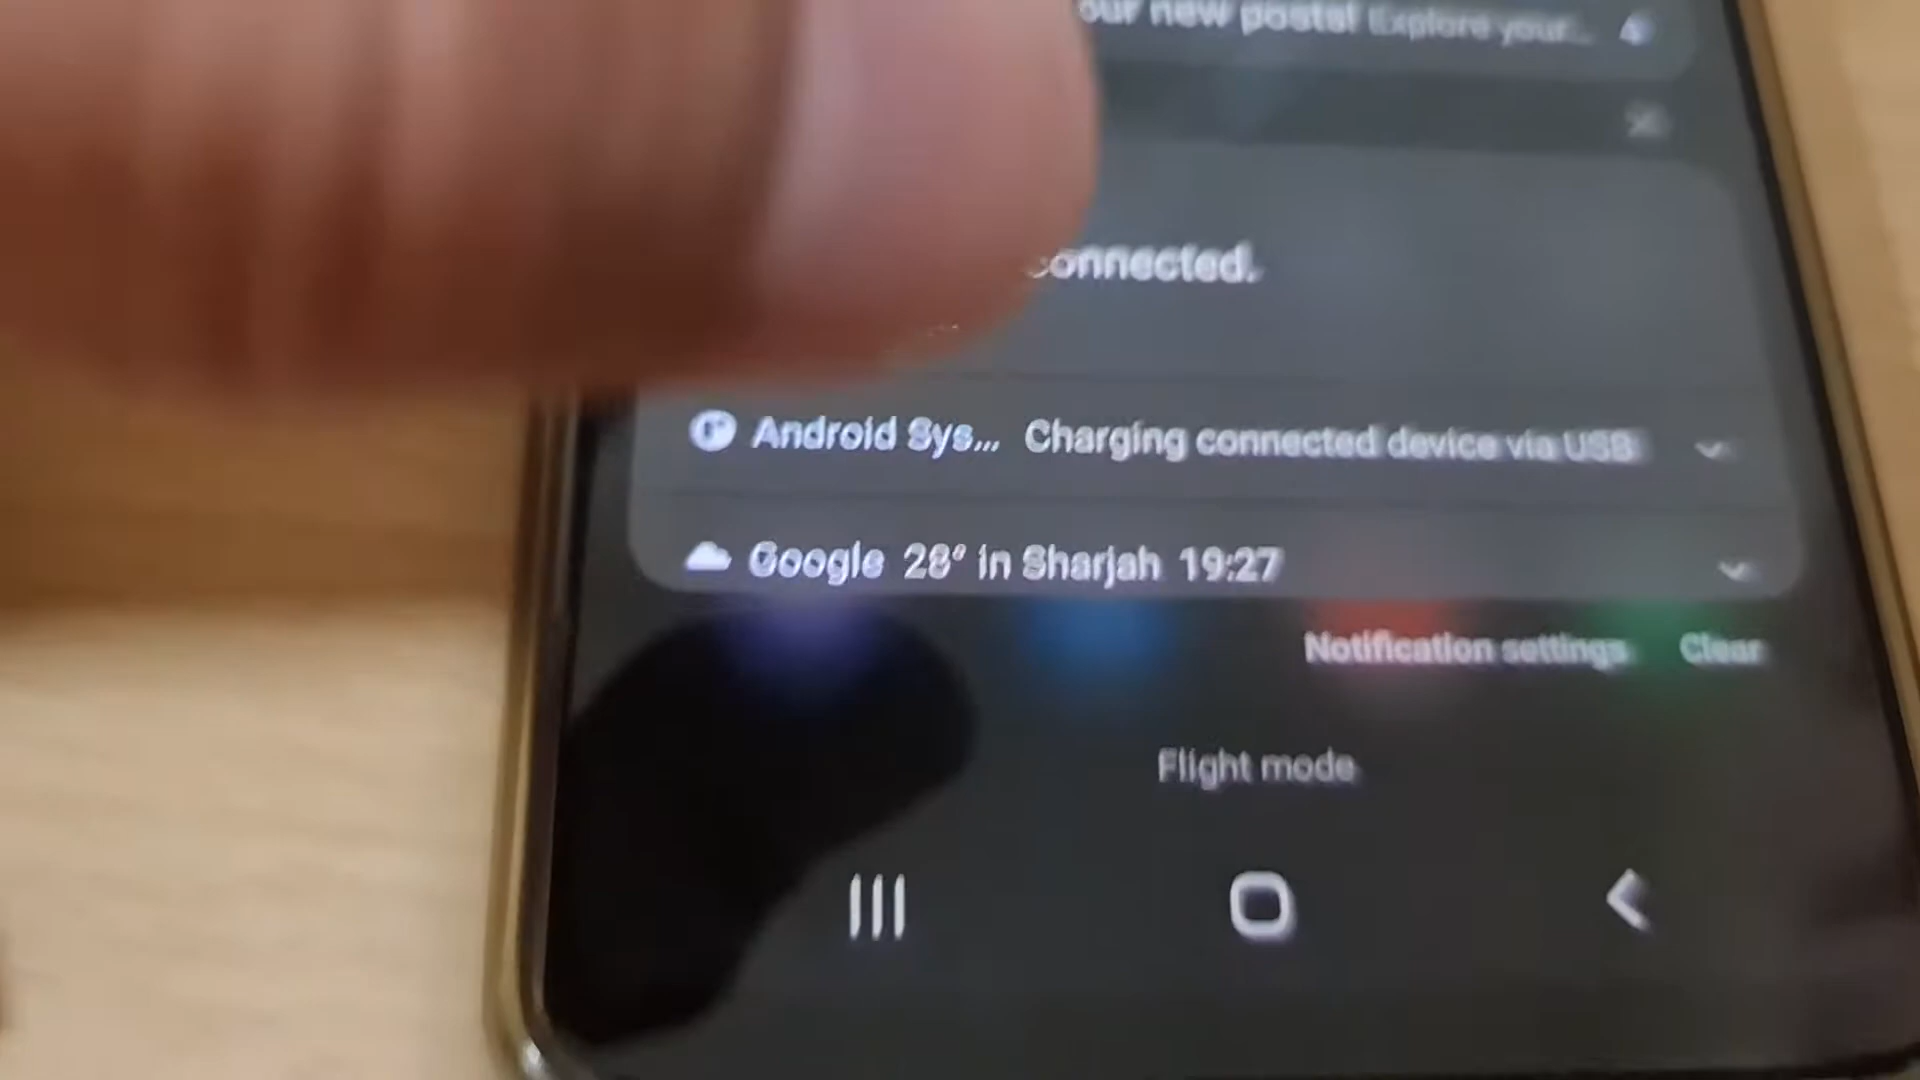 our new posts! Explore your...
connected.
Android Sys... Charging connected device via USB
Google 28° in Sharjah 19:27
Notification settings Clear
Flight mode